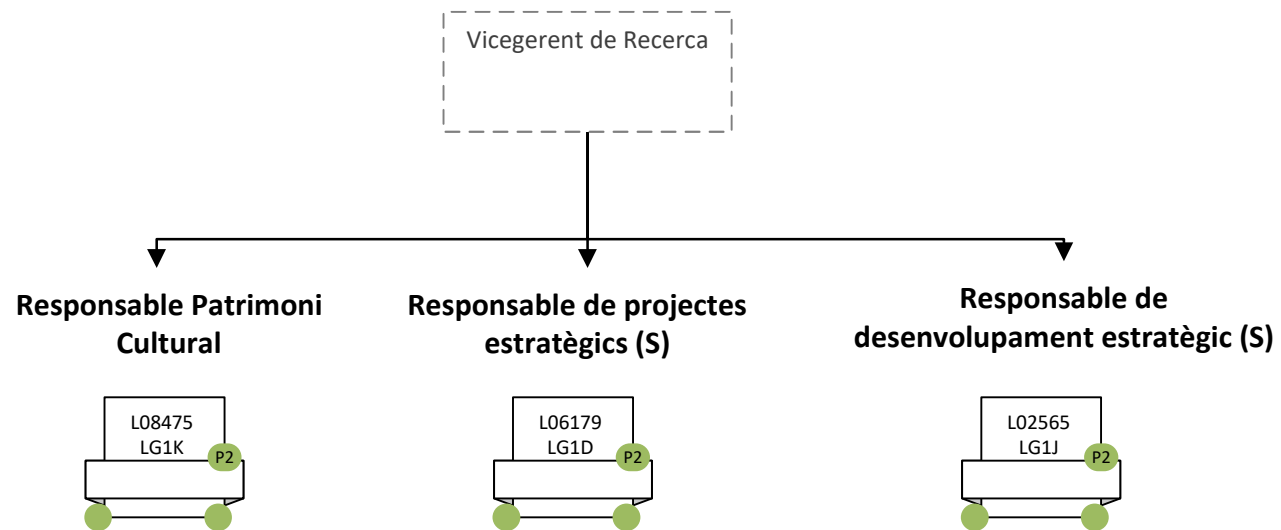 Vicegerent de Recerca
Responsable Patrimoni
Cultural
L08475
LG1K
P2
Responsable de projectes
estratègics (S)
L06179
LG1D
P2
Responsable de
desenvolupament estratègic (S)
L02565
LG1J
P2